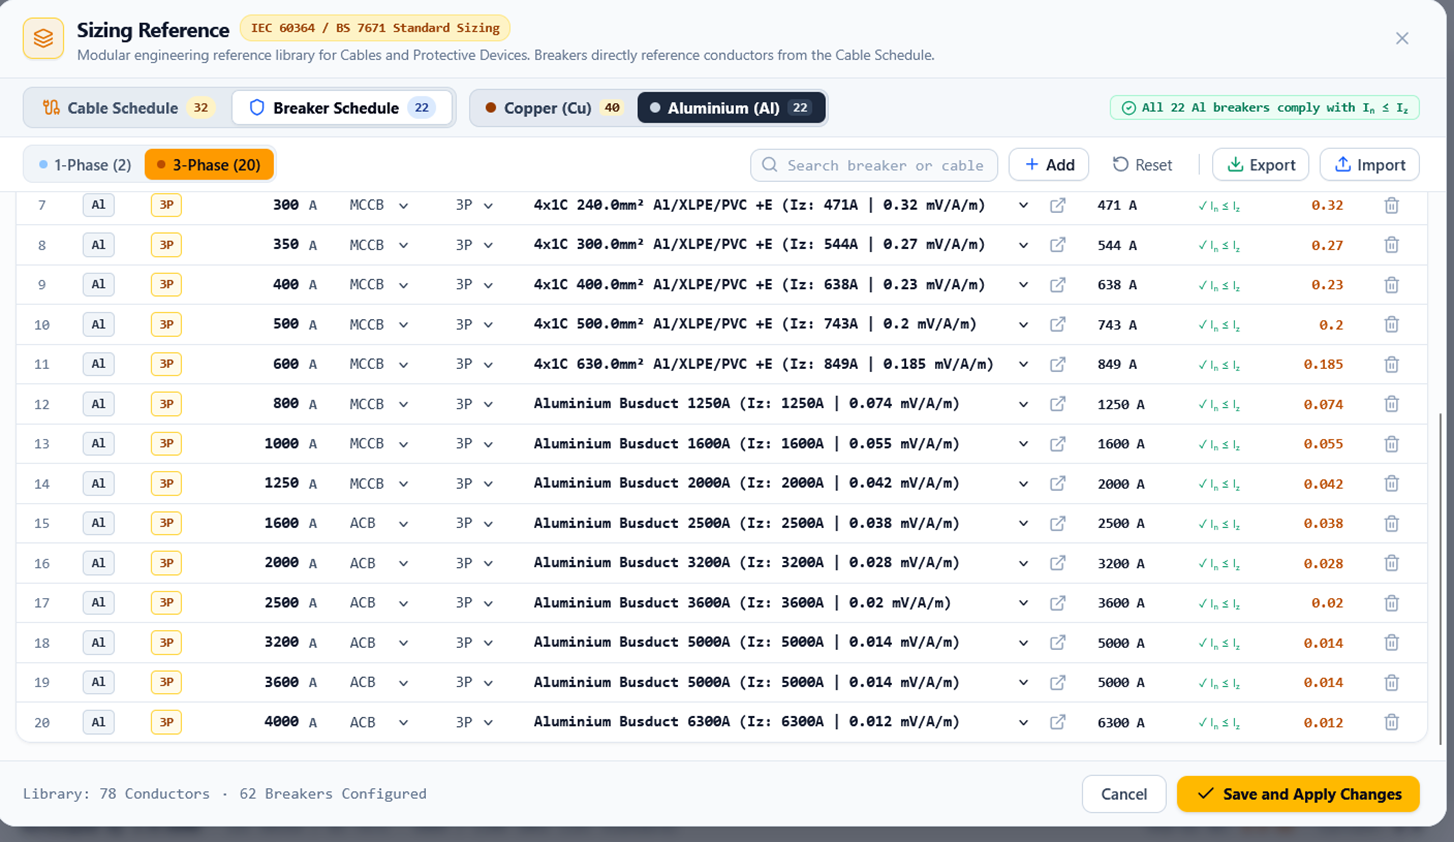 Sizing Reference IEC 60364 / BS 7671 Standard Sizing
Modular engineering reference library for Cables and Protective Devices. Breakers directly reference conductors from the Cable Schedule.
Cable Schedule 32 Breaker Schedule 22 Copper (Cu) 40 Aluminium (Al) 22 All 22 Al breakers comply with Iₙ ≤ I_z
1-Phase (2) 3-Phase (20) Search breaker or cable + Add Reset Export Import
7 Al 3P 300 A MCCB 3P 4x1C 240.0mm² Al/XLPE/PVC +E (Iz: 471A | 0.32 mV/A/m) 471 A ✓ Iₙ ≤ I_z 0.32
8 Al 3P 350 A MCCB 3P 4x1C 300.0mm² Al/XLPE/PVC +E (Iz: 544A | 0.27 mV/A/m) 544 A ✓ Iₙ ≤ I_z 0.27
9 Al 3P 400 A MCCB 3P 4x1C 400.0mm² Al/XLPE/PVC +E (Iz: 638A | 0.23 mV/A/m) 638 A ✓ Iₙ ≤ I_z 0.23
10 Al 3P 500 A MCCB 3P 4x1C 500.0mm² Al/XLPE/PVC +E (Iz: 743A | 0.2 mV/A/m) 743 A ✓ Iₙ ≤ I_z 0.2
11 Al 3P 600 A MCCB 3P 4x1C 630.0mm² Al/XLPE/PVC +E (Iz: 849A | 0.185 mV/A/m) 849 A ✓ Iₙ ≤ I_z 0.185
12 Al 3P 800 A MCCB 3P Aluminium Busduct 1250A (Iz: 1250A | 0.074 mV/A/m) 1250 A ✓ Iₙ ≤ I_z 0.074
13 Al 3P 1000 A MCCB 3P Aluminium Busduct 1600A (Iz: 1600A | 0.055 mV/A/m) 1600 A ✓ Iₙ ≤ I_z 0.055
14 Al 3P 1250 A MCCB 3P Aluminium Busduct 2000A (Iz: 2000A | 0.042 mV/A/m) 2000 A ✓ Iₙ ≤ I_z 0.042
15 Al 3P 1600 A ACB 3P Aluminium Busduct 2500A (Iz: 2500A | 0.038 mV/A/m) 2500 A ✓ Iₙ ≤ I_z 0.038
16 Al 3P 2000 A ACB 3P Aluminium Busduct 3200A (Iz: 3200A | 0.028 mV/A/m) 3200 A ✓ Iₙ ≤ I_z 0.028
17 Al 3P 2500 A ACB 3P Aluminium Busduct 3600A (Iz: 3600A | 0.02 mV/A/m) 3600 A ✓ Iₙ ≤ I_z 0.02
18 Al 3P 3200 A ACB 3P Aluminium Busduct 5000A (Iz: 5000A | 0.014 mV/A/m) 5000 A ✓ Iₙ ≤ I_z 0.014
19 Al 3P 3600 A ACB 3P Aluminium Busduct 5000A (Iz: 5000A | 0.014 mV/A/m) 5000 A ✓ Iₙ ≤ I_z 0.014
20 Al 3P 4000 A ACB 3P Aluminium Busduct 6300A (Iz: 6300A | 0.012 mV/A/m) 6300 A ✓ Iₙ ≤ I_z 0.012
Library: 78 Conductors · 62 Breakers Configured Cancel Save and Apply Changes